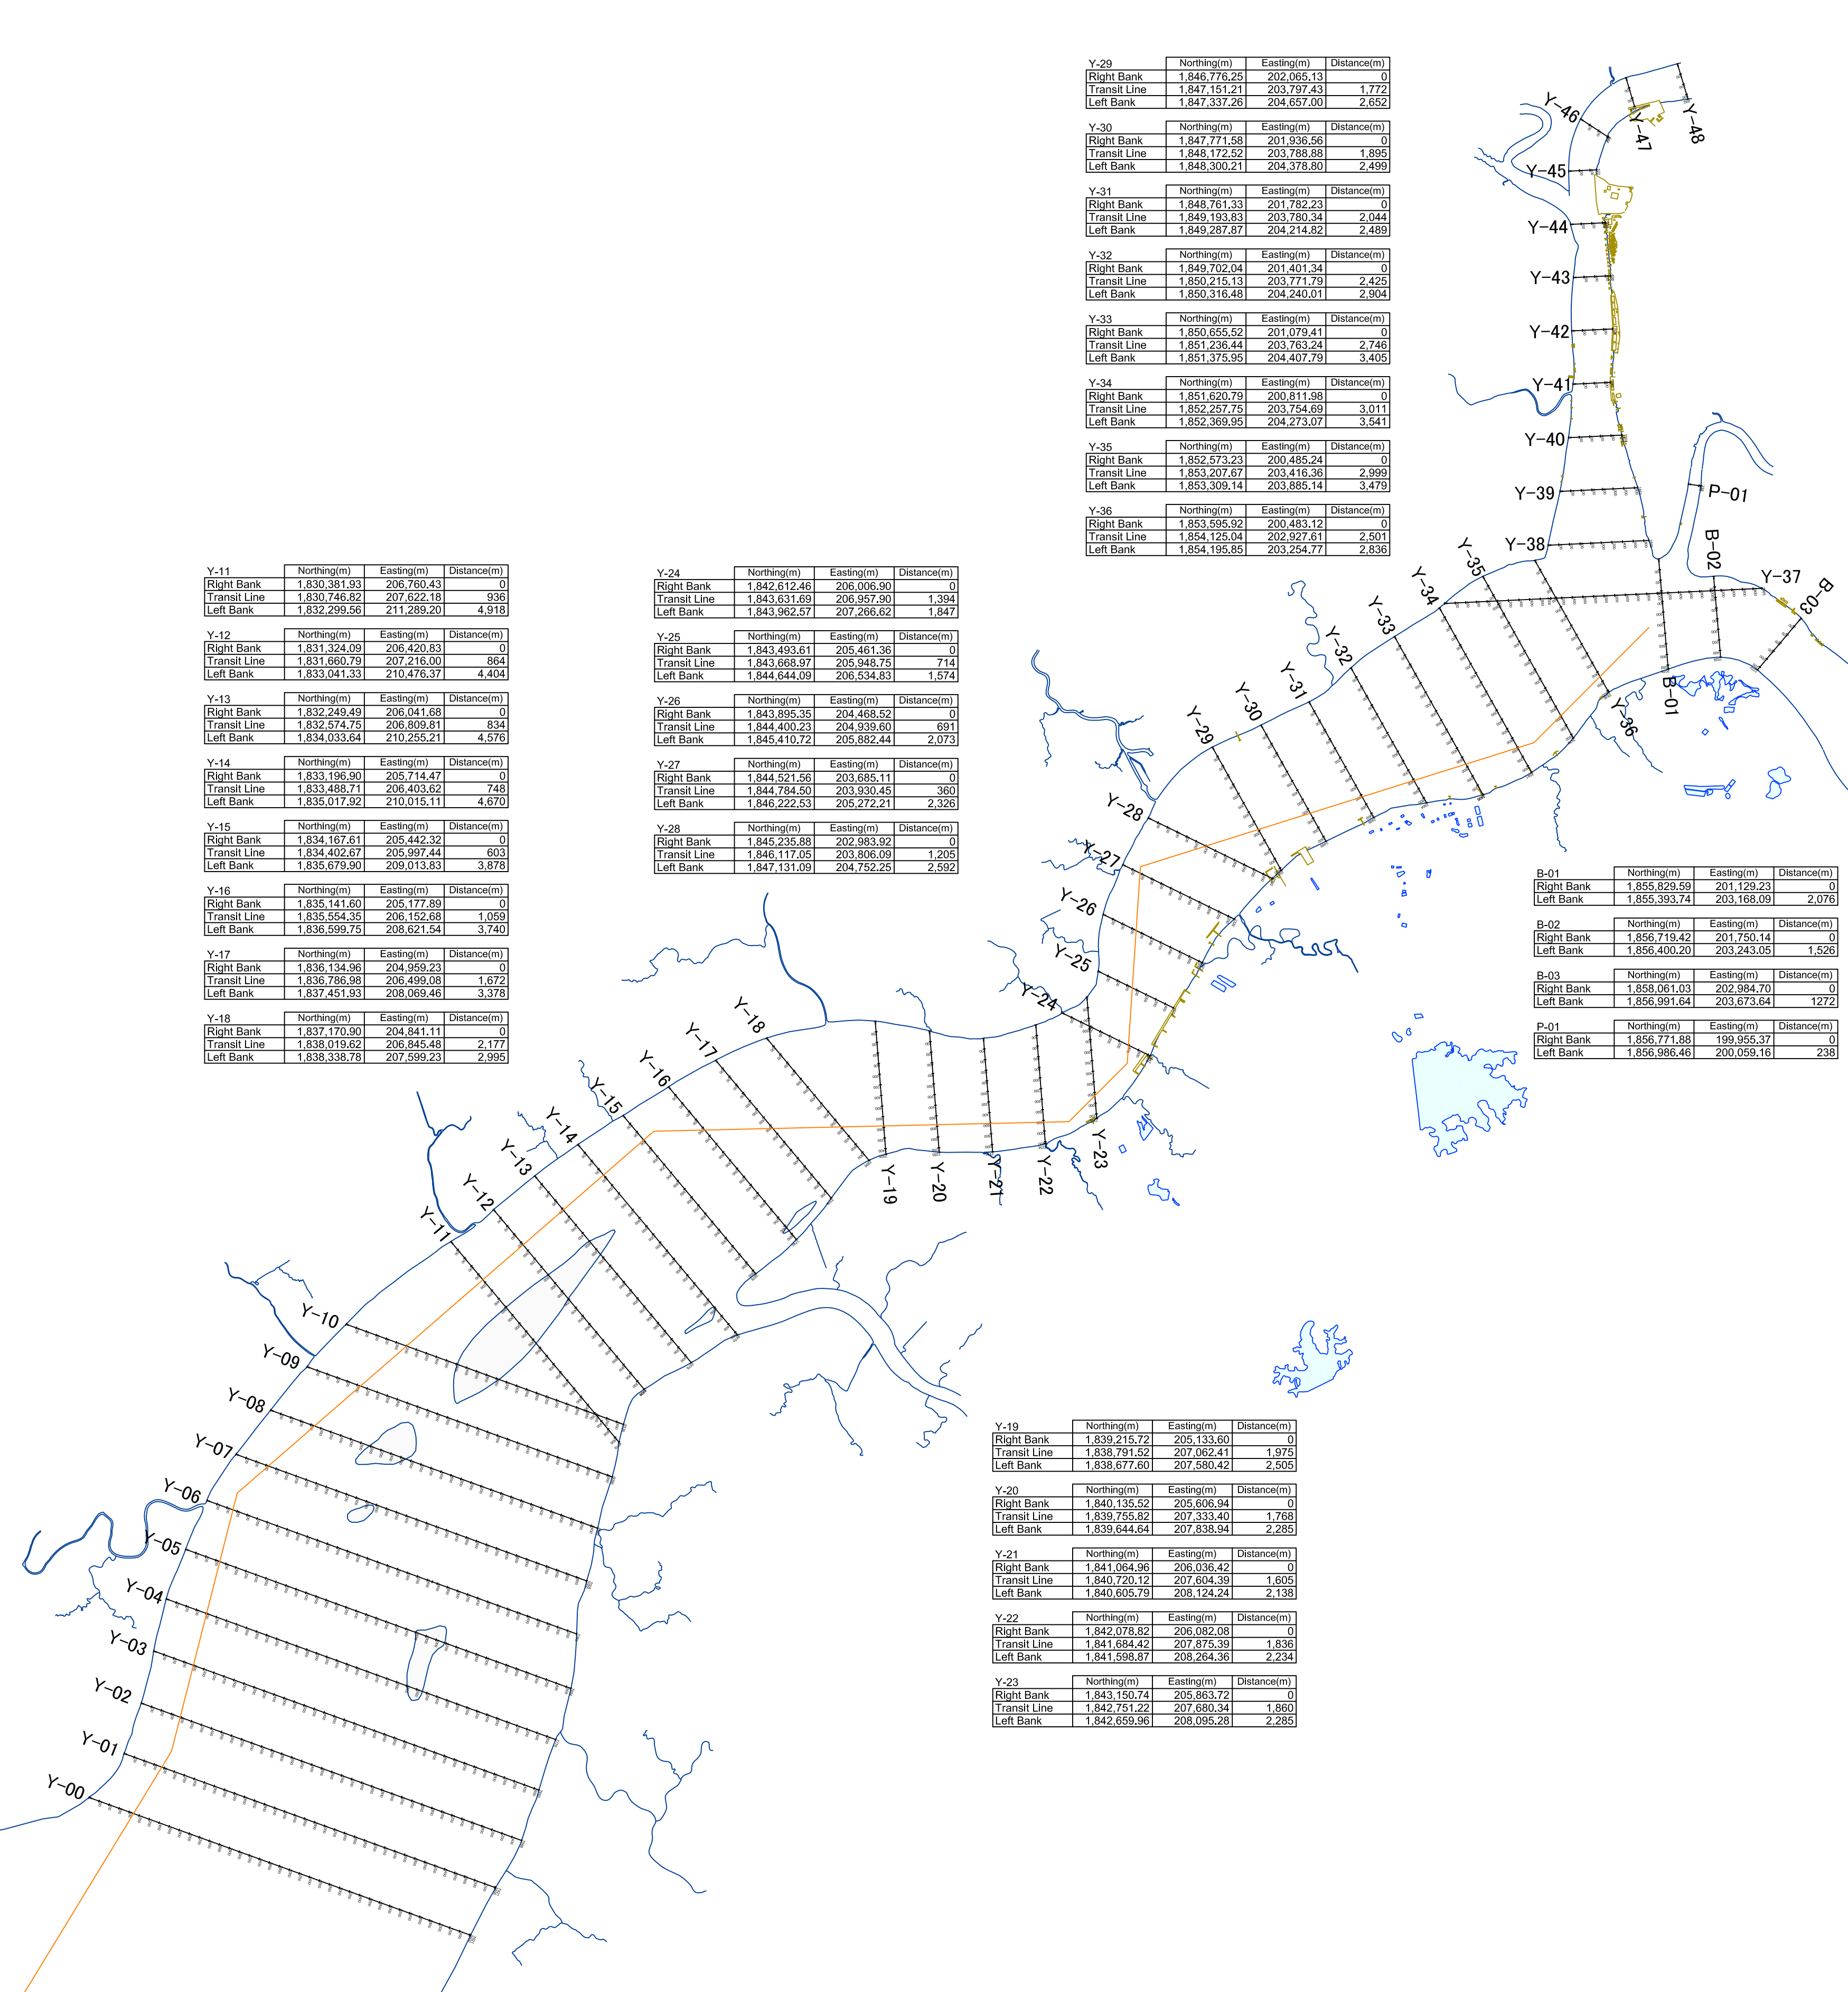 Y-29 Northing(m) Easting(m) Distance(m)
Right Bank 1,846,776.25 202,065.13 0
Transit Line 1,847,151.21 203,797.43 1,772
Left Bank 1,847,337.26 204,657.00 2,652
Y-30 Northing(m) Easting(m) Distance(m)
Right Bank 1,847,771.58 201,936.56 0
Transit Line 1,848,172.52 203,788.88 1,895
Left Bank 1,848,300.21 204,378.80 2,499
Y-31 Northing(m) Easting(m) Distance(m)
Right Bank 1,848,761.33 201,782.23 0
Transit Line 1,849,193.83 203,780.34 2,044
Left Bank 1,849,287.87 204,214.82 2,489
Y-32 Northing(m) Easting(m) Distance(m)
Right Bank 1,849,702.04 201,401.34 0
Transit Line 1,850,215.13 203,771.79 2,425
Left Bank 1,850,316.48 204,240.01 2,904
Y-33 Northing(m) Easting(m) Distance(m)
Right Bank 1,850,655.52 201,079.41 0
Transit Line 1,851,236.44 203,763.24 2,746
Left Bank 1,851,375.95 204,407.79 3,405
Y-34 Northing(m) Easting(m) Distance(m)
Right Bank 1,851,620.79 200,811.98 0
Transit Line 1,852,257.75 203,754.69 3,011
Left Bank 1,852,369.95 204,273.07 3,541
Y-35 Northing(m) Easting(m) Distance(m)
Right Bank 1,852,573.23 200,485.24 0
Transit Line 1,853,207.67 203,416.36 2,999
Left Bank 1,853,309.14 203,885.14 3,479
Y-36 Northing(m) Easting(m) Distance(m)
Right Bank 1,853,595.92 200,483.12 0
Transit Line 1,854,125.04 202,927.61 2,501
Left Bank 1,854,195.85 203,254.77 2,836
Y-11 Northing(m) Easting(m) Distance(m)
Right Bank 1,830,381.93 206,760.43 0
Transit Line 1,830,746.82 207,622.18 936
Left Bank 1,832,299.56 211,289.20 4,918
Y-12 Northing(m) Easting(m) Distance(m)
Right Bank 1,831,324.09 206,420.83 0
Transit Line 1,831,660.79 207,216.00 864
Left Bank 1,833,041.33 210,476.37 4,404
Y-13 Northing(m) Easting(m) Distance(m)
Right Bank 1,832,249.49 206,041.68 0
Transit Line 1,832,574.75 206,809.81 834
Left Bank 1,834,033.64 210,255.21 4,576
Y-14 Northing(m) Easting(m) Distance(m)
Right Bank 1,833,196.90 205,714.47 0
Transit Line 1,833,488.71 206,403.62 748
Left Bank 1,835,017.92 210,015.11 4,670
Y-15 Northing(m) Easting(m) Distance(m)
Right Bank 1,834,167.61 205,442.32 0
Transit Line 1,834,402.67 205,997.44 603
Left Bank 1,835,679.90 209,013.83 3,878
Y-16 Northing(m) Easting(m) Distance(m)
Right Bank 1,835,141.60 205,177.89 0
Transit Line 1,835,554.35 206,152.68 1,059
Left Bank 1,836,599.75 208,621.54 3,740
Y-17 Northing(m) Easting(m) Distance(m)
Right Bank 1,836,134.96 204,959.23 0
Transit Line 1,836,786.98 206,499.08 1,672
Left Bank 1,837,451.93 208,069.46 3,378
Y-18 Northing(m) Easting(m) Distance(m)
Right Bank 1,837,170.90 204,841.11 0
Transit Line 1,838,019.62 206,845.48 2,177
Left Bank 1,838,338.78 207,599.23 2,995
Y-24 Northing(m) Easting(m) Distance(m)
Right Bank 1,842,612.46 206,006.90 0
Transit Line 1,843,631.69 206,957.90 1,394
Left Bank 1,843,962.57 207,266.62 1,847
Y-25 Northing(m) Easting(m) Distance(m)
Right Bank 1,843,493.61 205,461.36 0
Transit Line 1,843,668.97 205,948.75 714
Left Bank 1,844,644.09 206,534.83 1,574
Y-26 Northing(m) Easting(m) Distance(m)
Right Bank 1,843,895.35 204,468.52 0
Transit Line 1,844,400.23 204,939.60 691
Left Bank 1,845,410.72 205,882.44 2,073
Y-27 Northing(m) Easting(m) Distance(m)
Right Bank 1,844,521.56 203,685.11 0
Transit Line 1,844,784.50 203,930.45 360
Left Bank 1,846,222.53 205,272.21 2,326
Y-28 Northing(m) Easting(m) Distance(m)
Right Bank 1,845,235.88 202,983.92 0
Transit Line 1,846,117.05 203,806.09 1,205
Left Bank 1,847,131.09 204,752.25 2,592
B-01 Northing(m) Easting(m) Distance(m)
Right Bank 1,855,829.59 201,129.23 0
Left Bank 1,855,393.74 203,168.09 2,076
B-02 Northing(m) Easting(m) Distance(m)
Right Bank 1,856,719.42 201,750.14 0
Left Bank 1,856,400.20 203,243.05 1,526
B-03 Northing(m) Easting(m) Distance(m)
Right Bank 1,858,061.03 202,984.70 0
Left Bank 1,856,991.64 203,673.64 1272
P-01 Northing(m) Easting(m) Distance(m)
Right Bank 1,856,771.88 199,955.37 0
Left Bank 1,856,986.46 200,059.16 238
Y-19 Northing(m) Easting(m) Distance(m)
Right Bank 1,839,215.72 205,133.60 0
Transit Line 1,838,791.52 207,062.41 1,975
Left Bank 1,838,677.60 207,580.42 2,505
Y-20 Northing(m) Easting(m) Distance(m)
Right Bank 1,840,135.52 205,606.94 0
Transit Line 1,839,755.82 207,333.40 1,768
Left Bank 1,839,644.64 207,838.94 2,285
Y-21 Northing(m) Easting(m) Distance(m)
Right Bank 1,841,064.96 206,036.42 0
Transit Line 1,840,720.12 207,604.39 1,605
Left Bank 1,840,605.79 208,124.24 2,138
Y-22 Northing(m) Easting(m) Distance(m)
Right Bank 1,842,078.82 206,082.08 0
Transit Line 1,841,684.42 207,875.39 1,836
Left Bank 1,841,598.87 208,264.36 2,234
Y-23 Northing(m) Easting(m) Distance(m)
Right Bank 1,843,150.74 205,863.72 0
Transit Line 1,842,751.22 207,680.34 1,860
Left Bank 1,842,659.96 208,095.28 2,285
Y-48
Y-47
Y-46
Y-45
Y-44
Y-43
Y-42
Y-41
Y-40
Y-39
P-01
Y-38
B-02
Y-37
B-03
B-01
Y-36
Y-35
Y-34
Y-33
Y-32
Y-31
Y-30
Y-29
Y-28
Y-27
Y-26
Y-25
Y-24
Y-23
Y-22
Y-21
Y-20
Y-19
Y-18
Y-17
Y-16
Y-15
Y-14
Y-13
Y-12
Y-11
Y-10
Y-09
Y-08
Y-07
Y-06
Y-05
Y-04
Y-03
Y-02
Y-01
Y-00